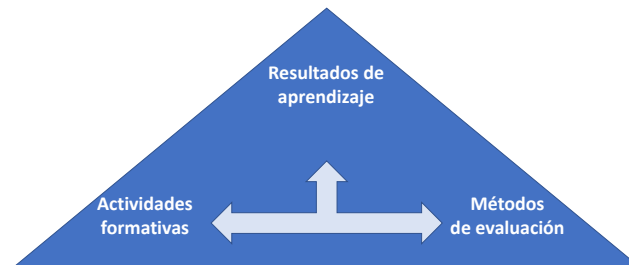 Resultados de
aprendizaje
Actividades
formativas
Métodos
de evaluación